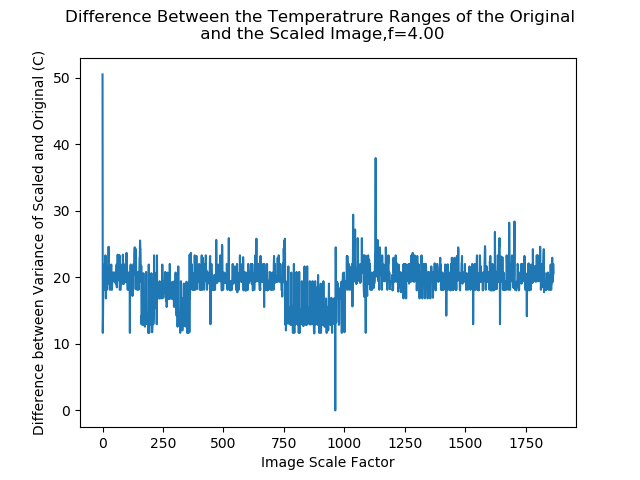 Difference Between the Temperatrure Ranges of the Original
and the Scaled Image,f=4.00
Difference between Variance of Scaled and Original (C)
50
40
30
20
10
0
0 250 500 750 1000 1250 1500 1750
Image Scale Factor